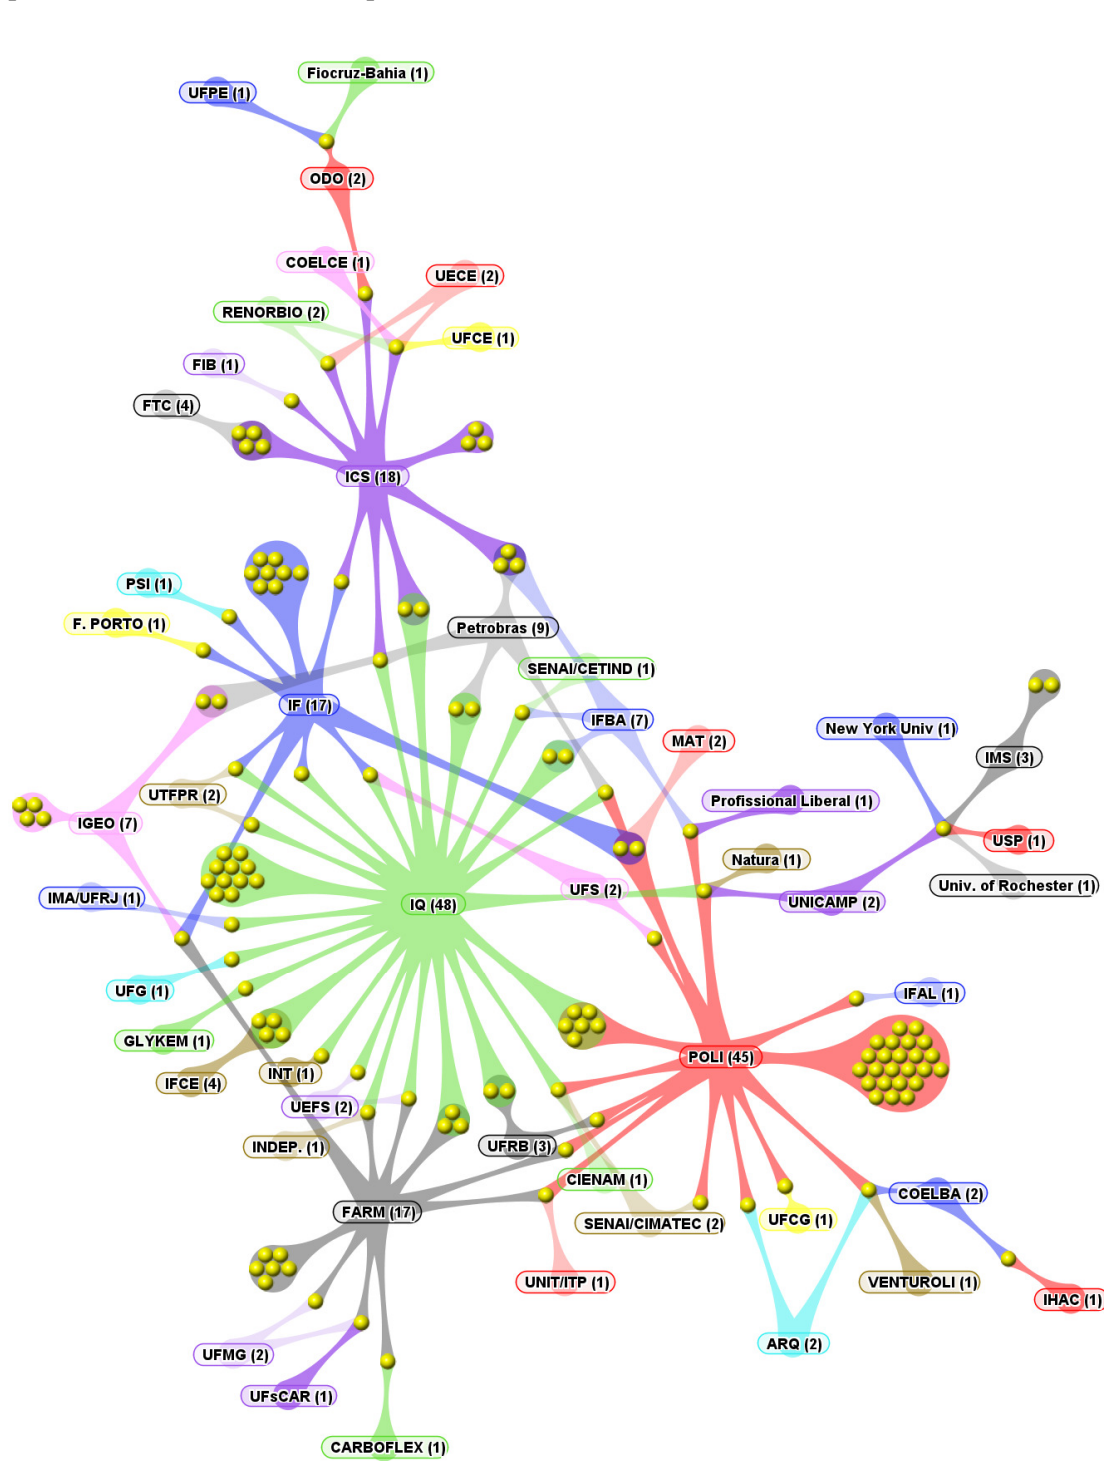 Fiocruz-Bahia (1)
UFPE (1)
ODO (2)
COELCE (1)
UECE (2)
RENORBIO (2)
UFCE (1)
FIB (1)
FTC (4)
ICS (18)
PSI (1)
F. PORTO (1)
Petrobras (9)
SENAI/CETIND (1)
IF (17)
IFBA (7)
MAT (2)
New York Univ (1)
IMS (3)
UTFPR (2)
Profissional Liberal (1)
IGEO (7)
USP (1)
Natura (1)
Univ. of Rochester (1)
UFS (2)
IMA/UFRJ (1)
IQ (48)
UNICAMP (2)
UFG (1)
IFAL (1)
GLYKEM (1)
POLI (45)
INT (1)
IFCE (4)
UEFS (2)
INDEP. (1)
UFRB (3)
CIENAM (1)
COELBA (2)
FARM (17)
SENAI/CIMATEC (2)
UFCG (1)
UNIT/ITP (1)
VENTUROLI (1)
IHAC (1)
ARQ (2)
UFMG (2)
UFsCAR (1)
CARBOFLEX (1)